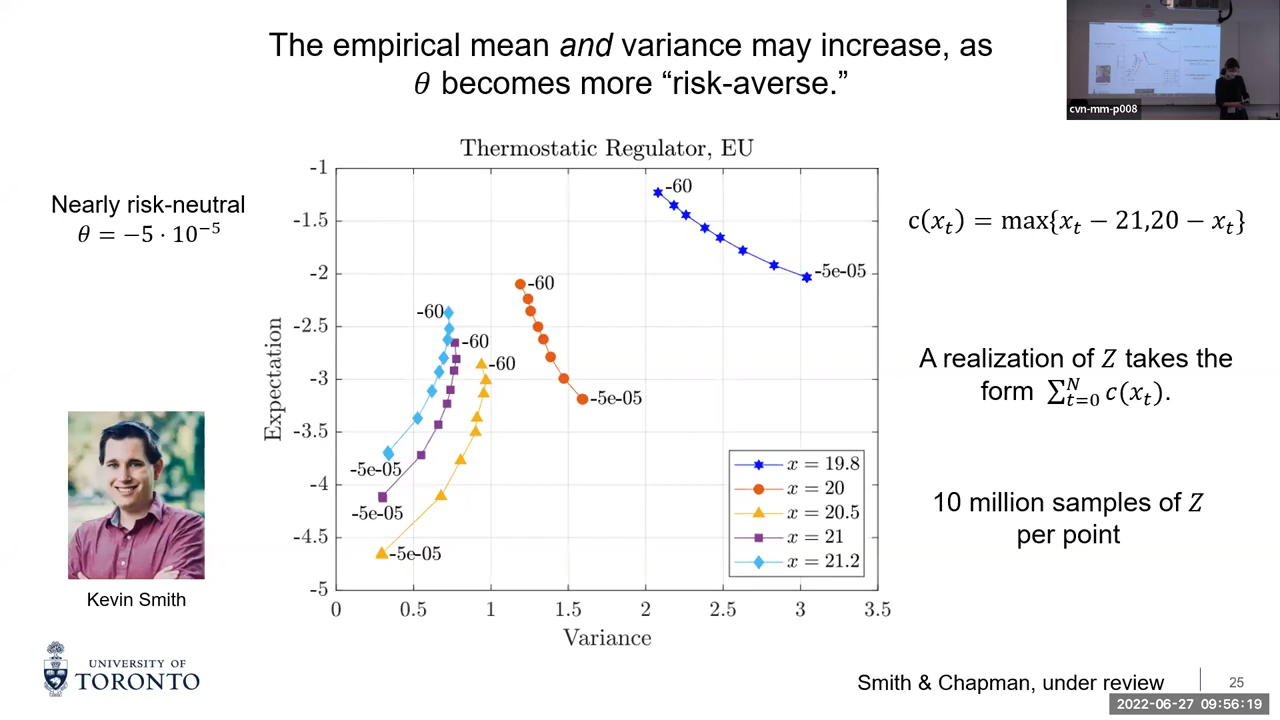 The empirical mean and variance may increase, as
θ becomes more “risk-averse.”
cvn-mm-p008
Nearly risk-neutral
θ = −5 · 10⁻⁵
Thermostatic Regulator, EU
-1
-1.5
-2
-2.5
-3
-3.5
-4
-4.5
-5
Expectation
0
0.5
1
1.5
2
2.5
3
3.5
Variance
-60
-5e-05
-60
-5e-05
-60
-60
-60
-5e-05
-5e-05
-5e-05
x = 19.8
x = 20
x = 20.5
x = 21
x = 21.2
c(xₜ) = max{xₜ − 21,20 − xₜ}
A realization of Z takes the
form ∑ᴺₜ₌₀ c(xₜ).
10 million samples of Z
per point
Kevin Smith
UNIVERSITY OF
TORONTO
Smith & Chapman, under review
25
2022-06-27 09:56:19